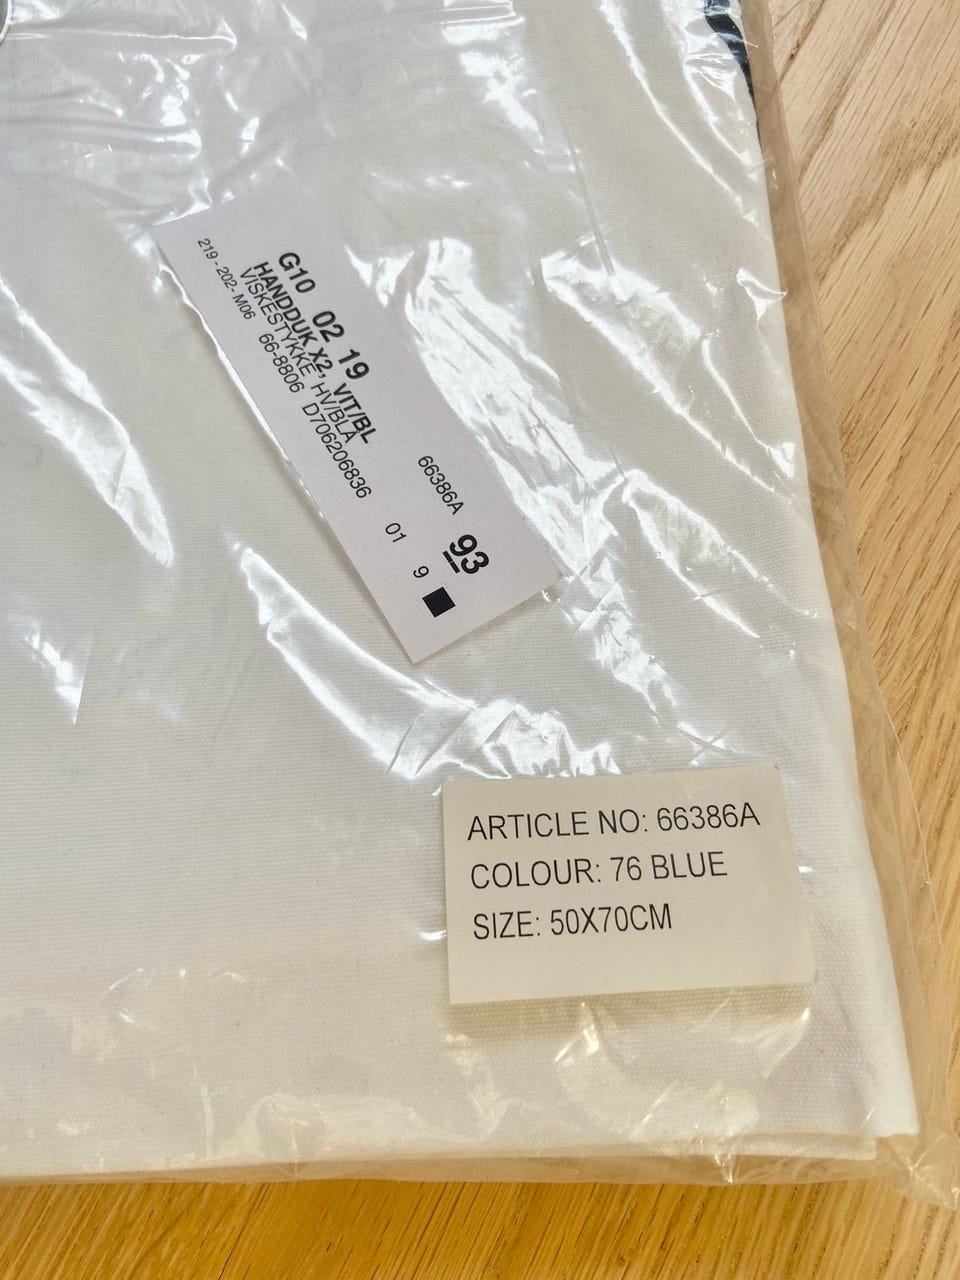 G10 02 19
HANDDUK X2, VIT/BL
VISKESTYKKE HV/BLA
219 - 202- M06 66-8806 D706206836
66386A 93
01 9
ARTICLE NO: 66386A
COLOUR: 76 BLUE
SIZE: 50X70CM